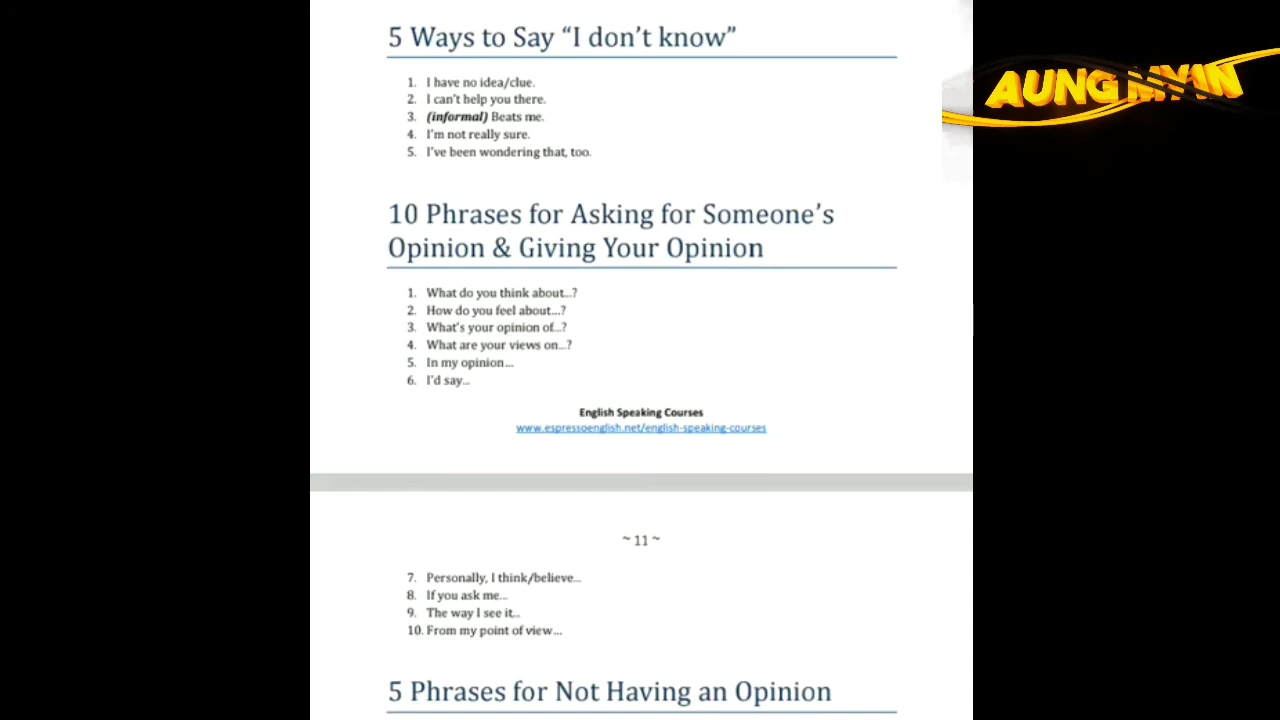 5 Ways to Say “I don’t know”
AUNG MYAN
1. I have no idea/clue.
2. I can’t help you there.
3. (informal) Beats me.
4. I’m not really sure.
5. I’ve been wondering that, too.
10 Phrases for Asking for Someone’s
Opinion & Giving Your Opinion
1. What do you think about...?
2. How do you feel about...?
3. What’s your opinion of...?
4. What are your views on...?
5. In my opinion...
6. I’d say...
English Speaking Courses
www.espressoenglish.net/english-speaking-courses
~ 11 ~
7. Personally, I think/believe...
8. If you ask me...
9. The way I see it...
10. From my point of view...
5 Phrases for Not Having an Opinion